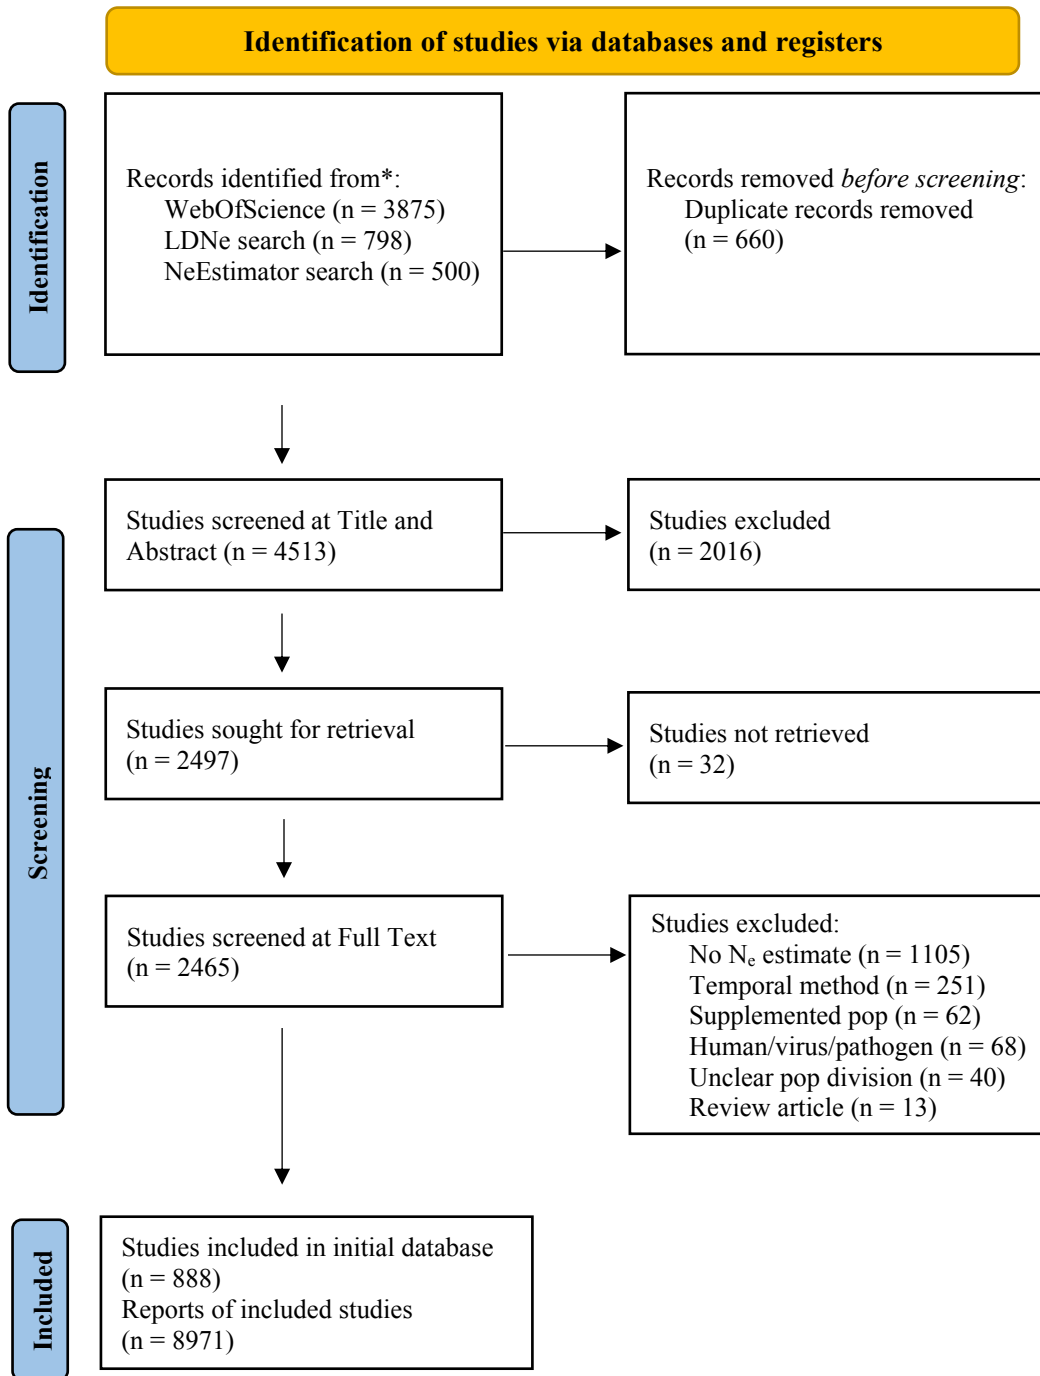 Identification of studies via databases and registers
Identification
Records identified from*:
WebOfScience (n = 3875)
LDNe search (n = 798)
NeEstimator search (n = 500)
Records removed before screening:
Duplicate records removed
(n = 660)
Screening
Studies screened at Title and
Abstract (n = 4513)
Studies excluded
(n = 2016)
Studies sought for retrieval
(n = 2497)
Studies not retrieved
(n = 32)
Studies screened at Full Text
(n = 2465)
Studies excluded:
No Ne estimate (n = 1105)
Temporal method (n = 251)
Supplemented pop (n = 62)
Human/virus/pathogen (n = 68)
Unclear pop division (n = 40)
Review article (n = 13)
Included
Studies included in initial database
(n = 888)
Reports of included studies
(n = 8971)